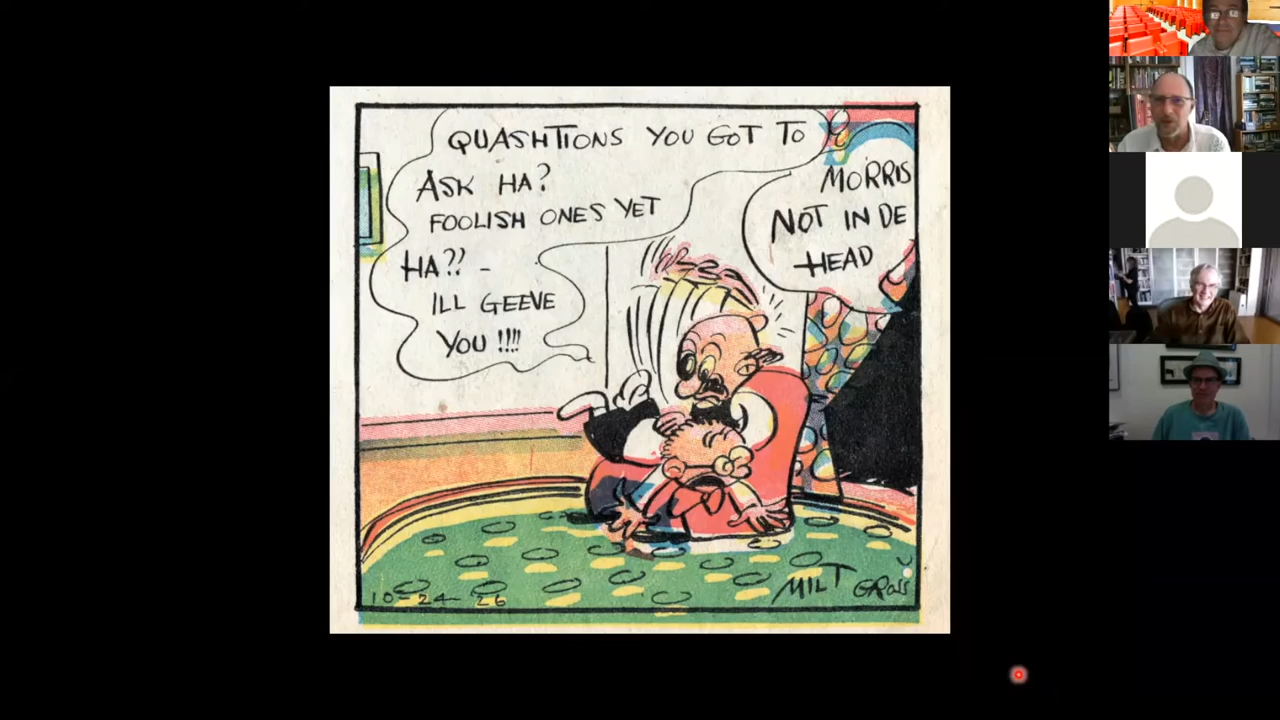 QUASHTIONS YOU GOT TO
ASK HA?
FOOLISH ONES YET
HA?? -
ILL GEEVE
YOU !!!!
MORRIS
NOT IN DE
HEAD
10-24-26
MILT GROSS